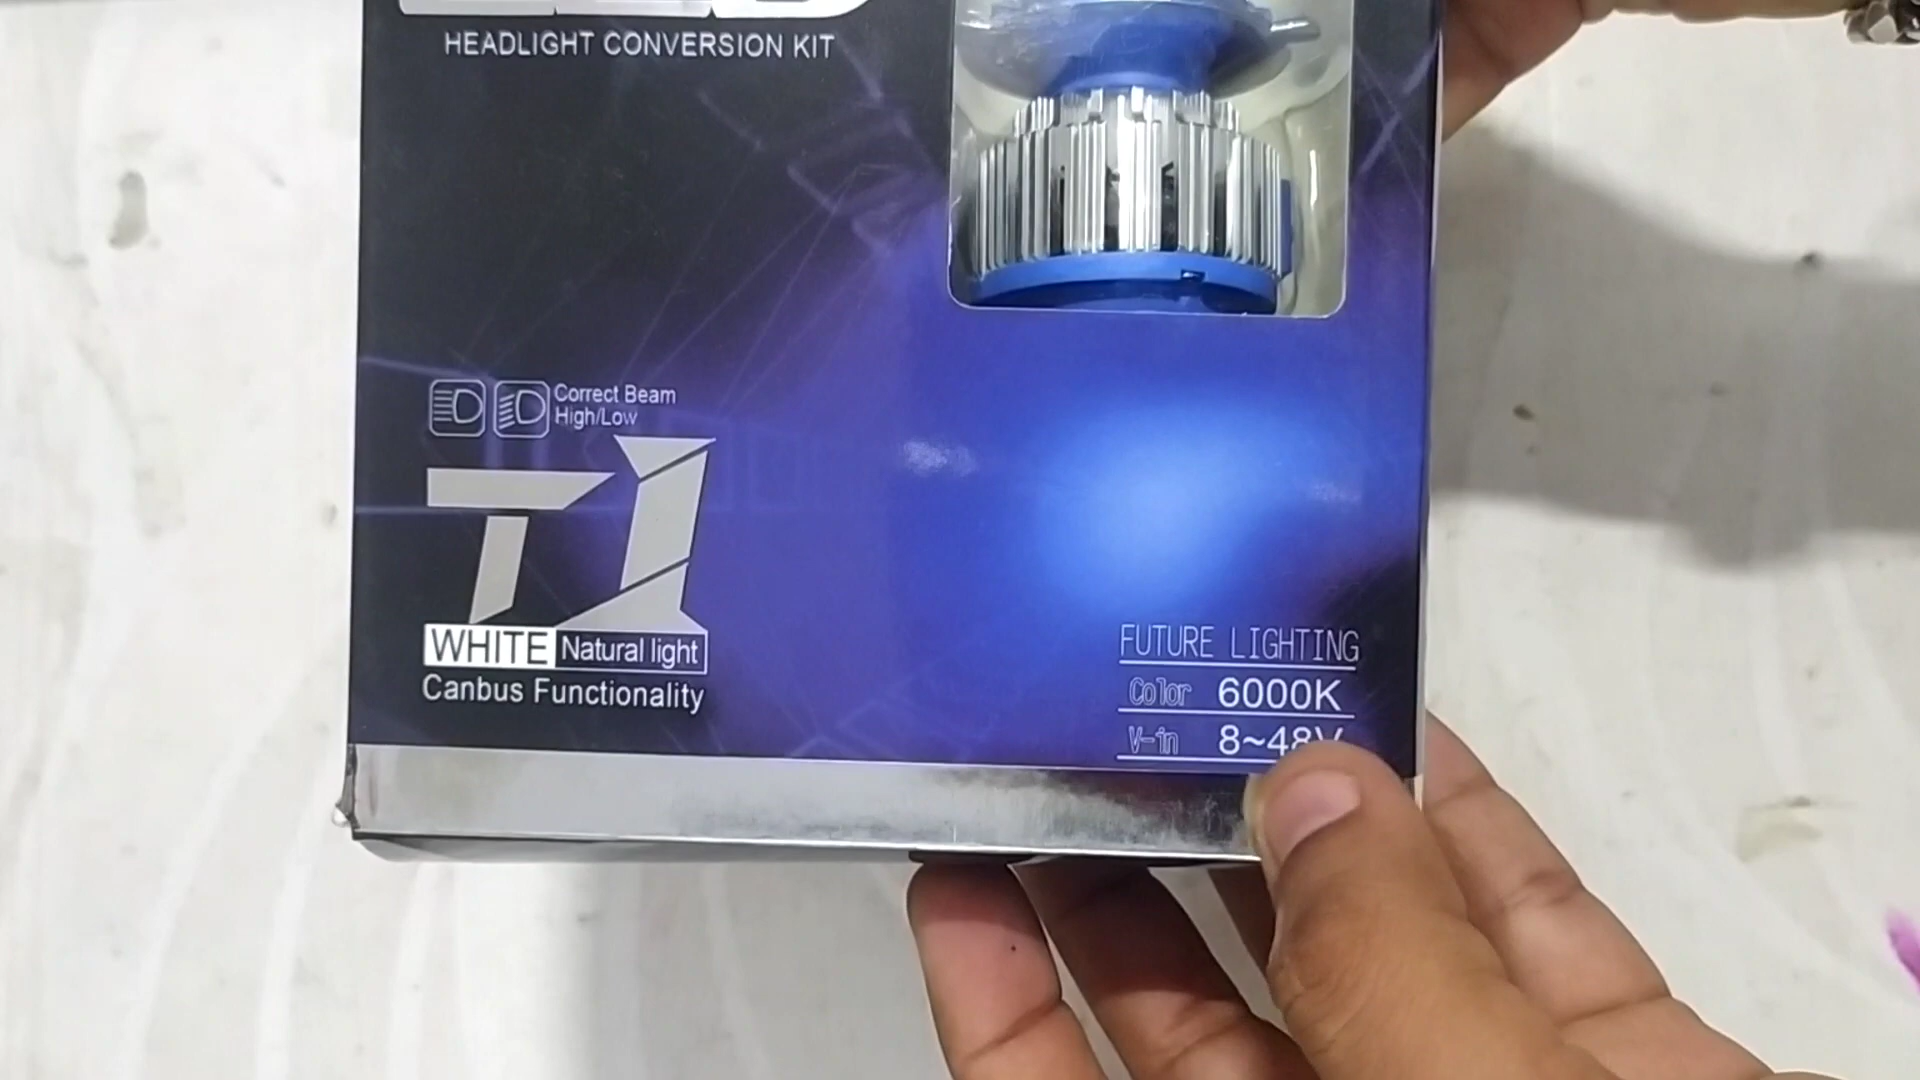 HEADLIGHT CONVERSION KIT
Correct Beam
High/Low
T1
WHITE Natural light
Canbus Functionality
FUTURE LIGHTING
Color 6000K
V-in 8~48V